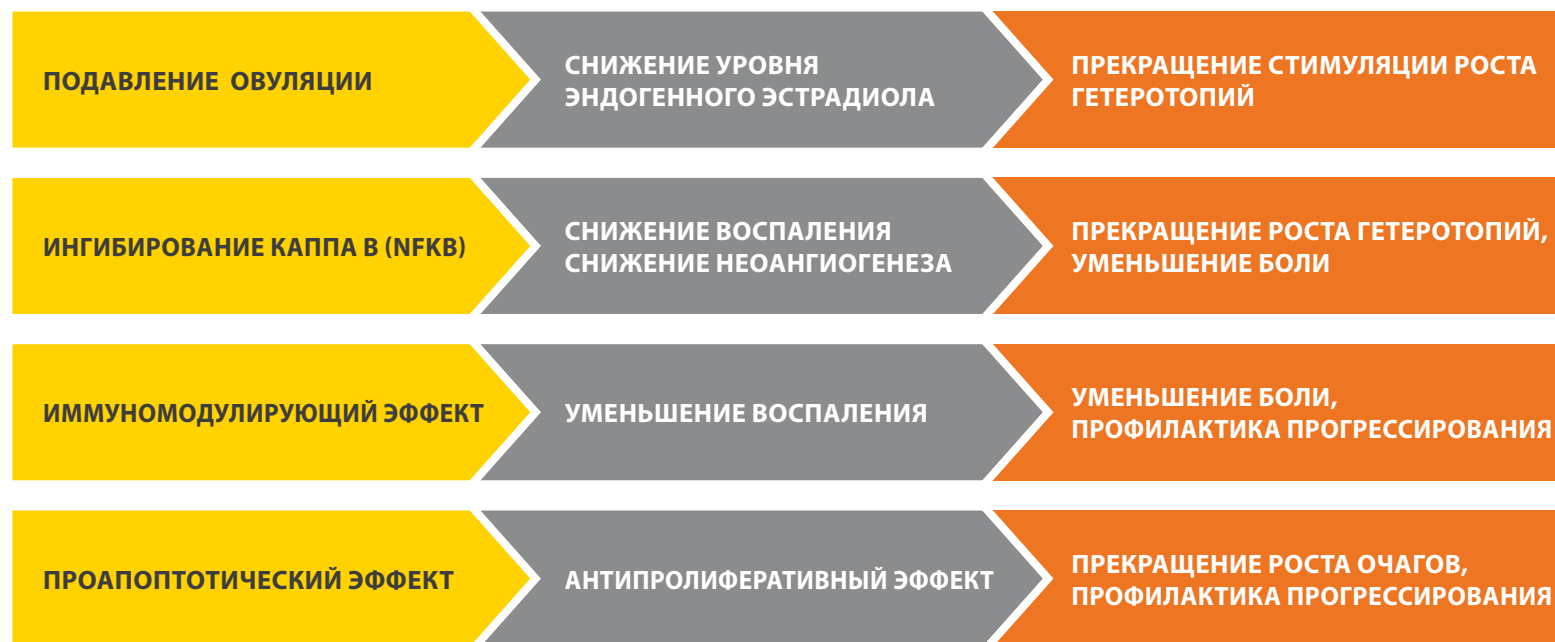 ПОДАВЛЕНИЕ ОВУЛЯЦИИ
СНИЖЕНИЕ УРОВНЯ
ЭНДОГЕННОГО ЭСТРАДИОЛА
ПРЕКРАЩЕНИЕ СТИМУЛЯЦИИ РОСТА
ГЕТЕРОТОПИЙ
ИНГИБИРОВАНИЕ КАППА В (NFKB)
СНИЖЕНИЕ ВОСПАЛЕНИЯ
СНИЖЕНИЕ НЕОАНГИОГЕНЕЗА
ПРЕКРАЩЕНИЕ РОСТА ГЕТЕРОТОПИЙ,
УМЕНЬШЕНИЕ БОЛИ
ИММУНОМОДУЛИРУЮЩИЙ ЭФФЕКТ
УМЕНЬШЕНИЕ ВОСПАЛЕНИЯ
УМЕНЬШЕНИЕ БОЛИ,
ПРОФИЛАКТИКА ПРОГРЕССИРОВАНИЯ
ПРОАПОПТОТИЧЕСКИЙ ЭФФЕКТ
АНТИПРОЛИФЕРАТИВНЫЙ ЭФФЕКТ
ПРЕКРАЩЕНИЕ РОСТА ОЧАГОВ,
ПРОФИЛАКТИКА ПРОГРЕССИРОВАНИЯ